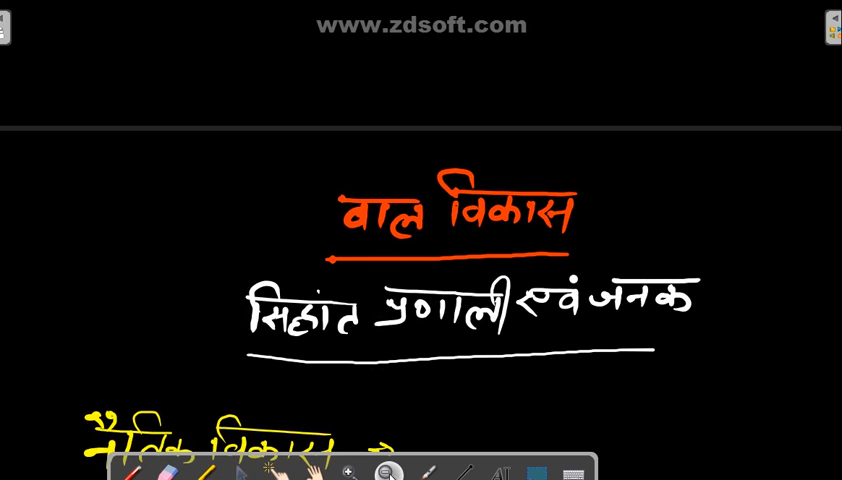 www.zdsoft.com
बाल विकास
सिद्धांत प्रणाली एवं जनक
नैतिक विकास